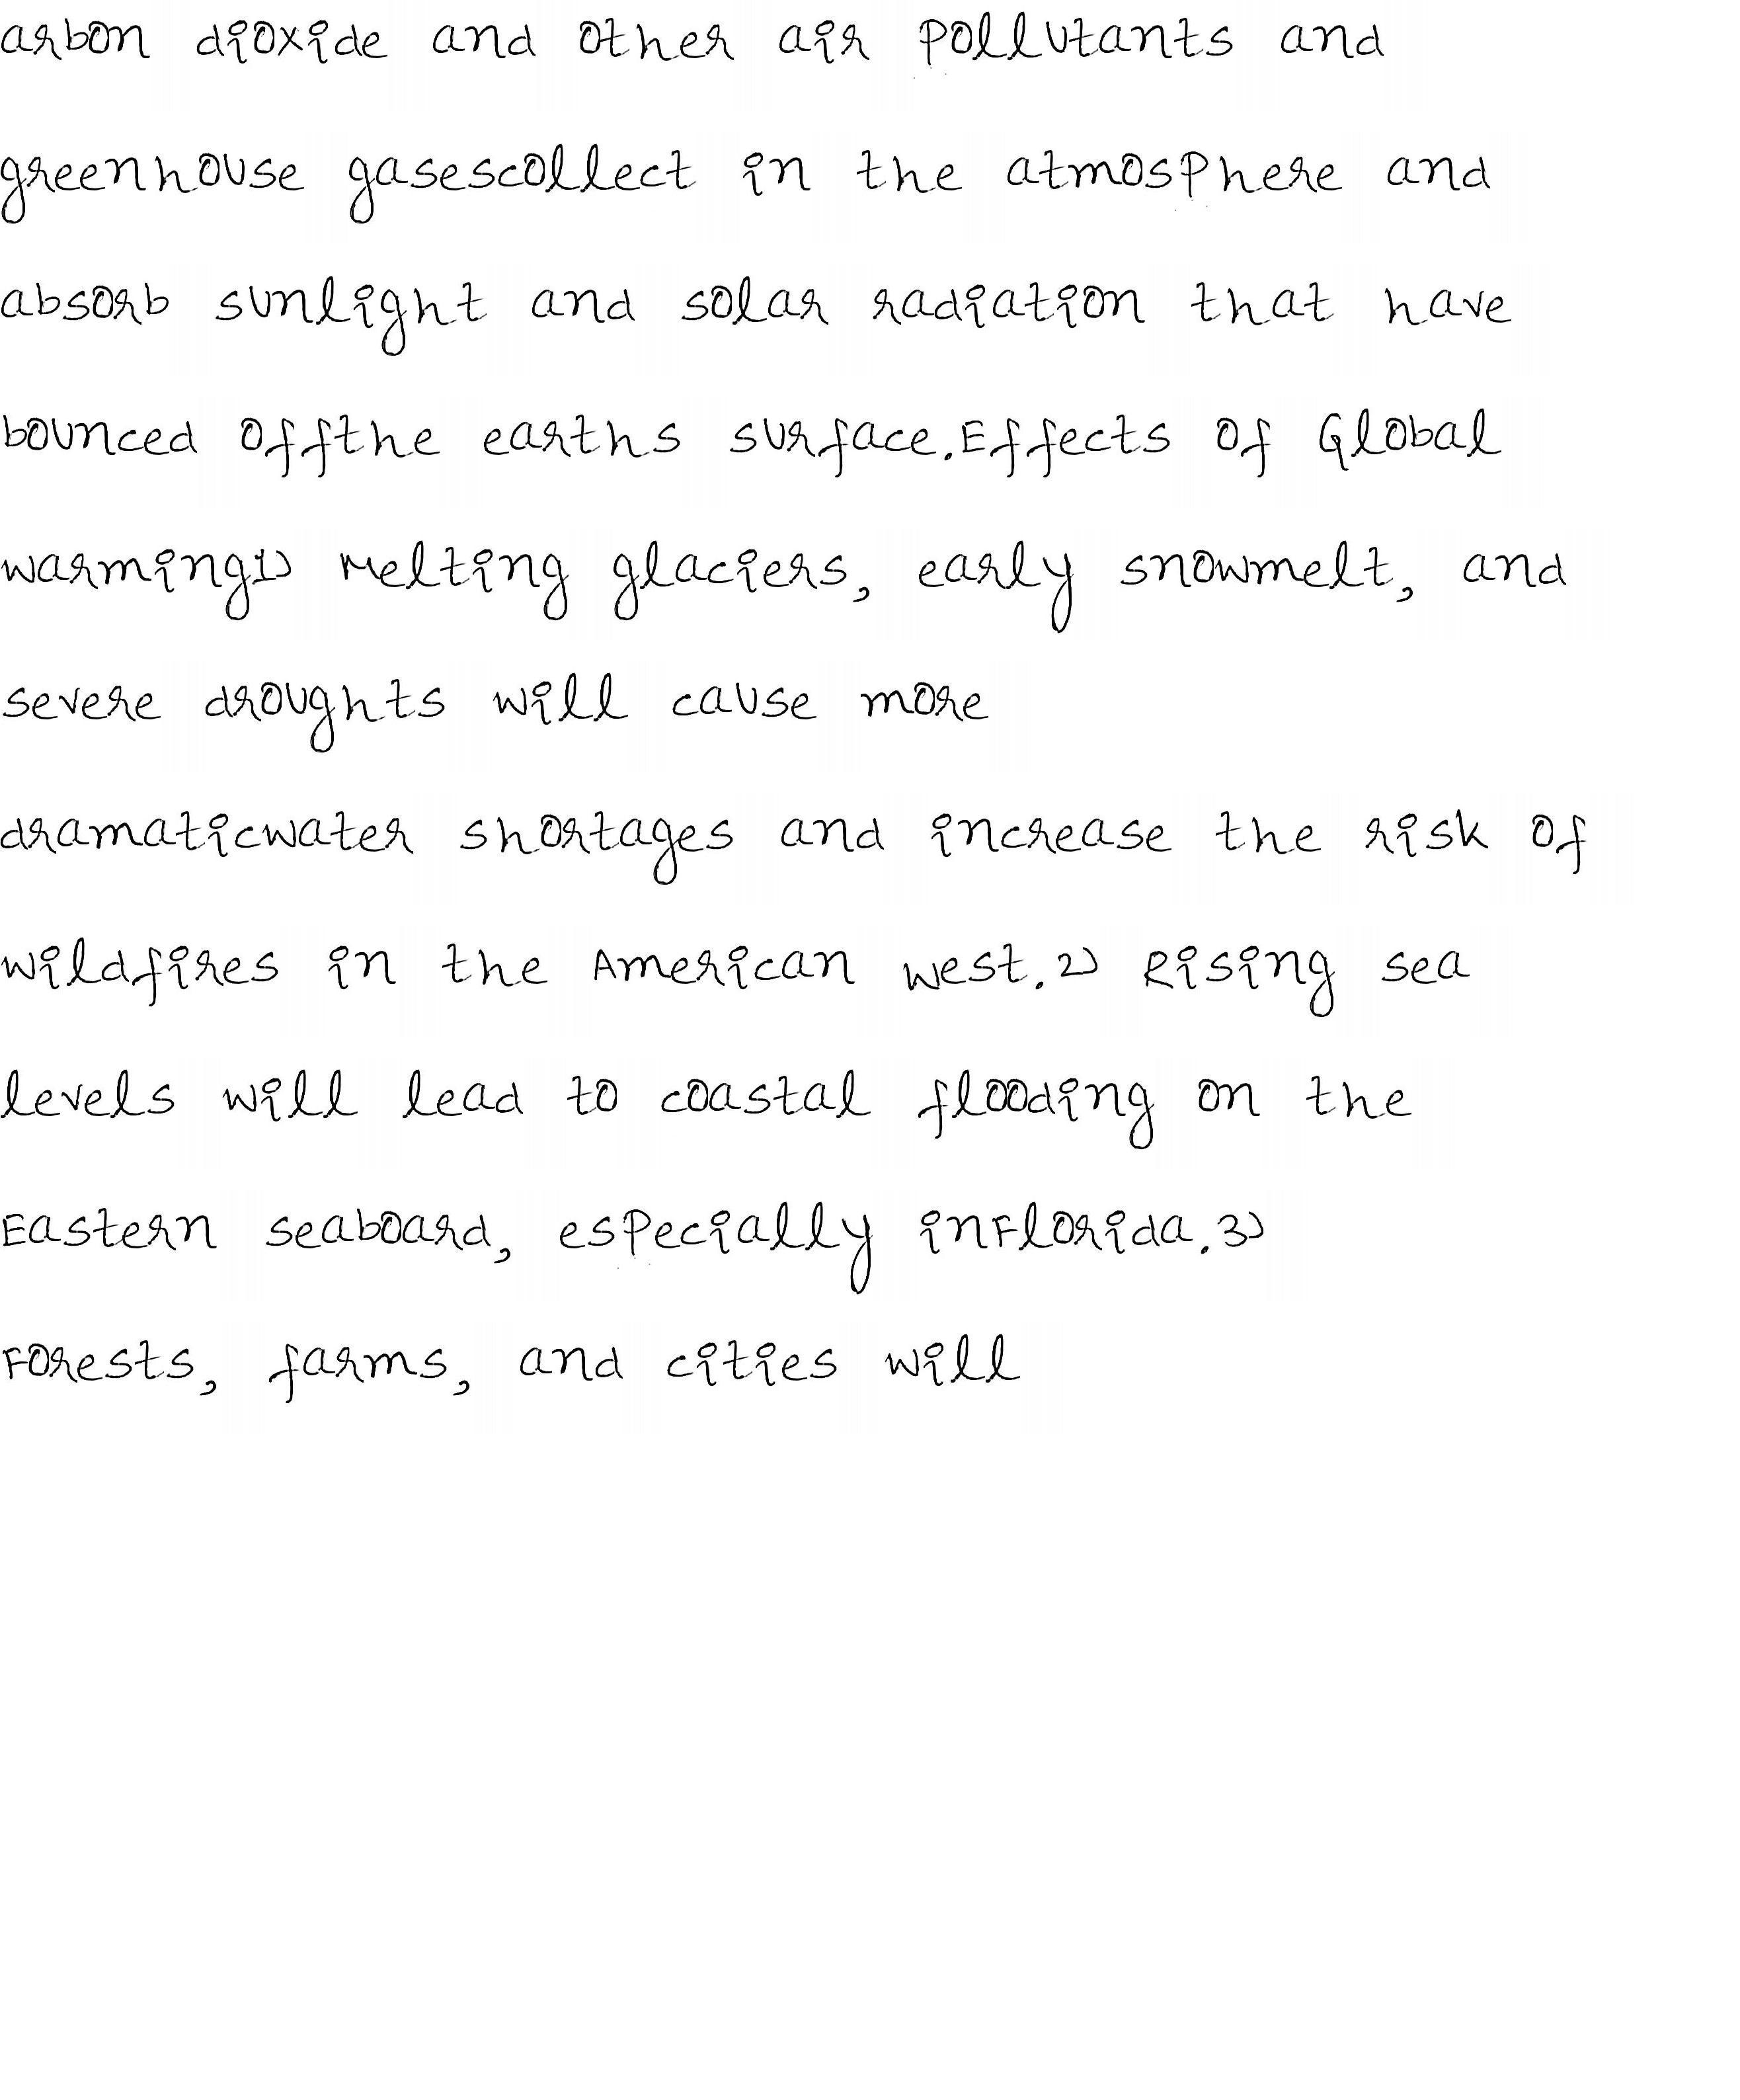 arbon dioxide and other air pollutants and
greenhouse gasescollect in the atmosphere and
absorb sunlight and solar radiation that have
bounced offthe earths surface.Effects of Global
warming1) Melting glaciers, early snowmelt, and
severe droughts will cause more
dramaticwater shortages and increase the risk of
wildfires in the American West.2) Rising sea
levels will lead to coastal flooding on the
Eastern seaboard, especially inFlorida.3)
Forests, farms, and cities will